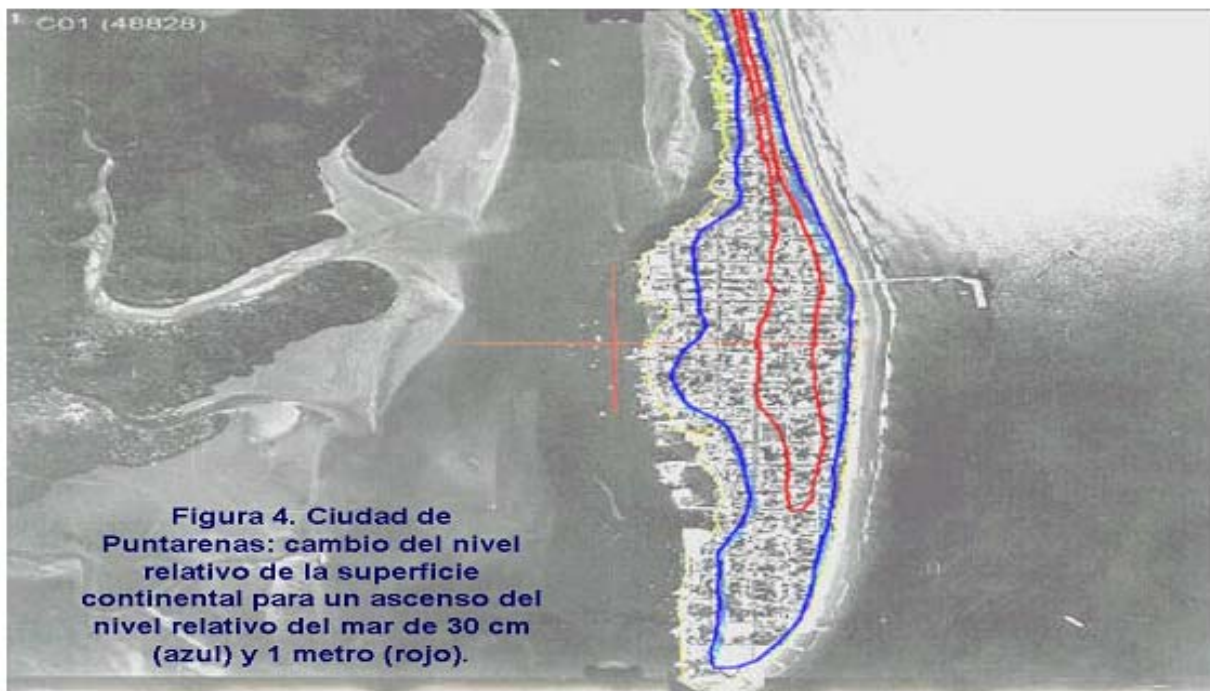 C01 (48828)
Figura 4. Ciudad de
Puntarenas: cambio del nivel
relativo de la superficie
continental para un ascenso del
nivel relativo del mar de 30 cm
(azul) y 1 metro (rojo).